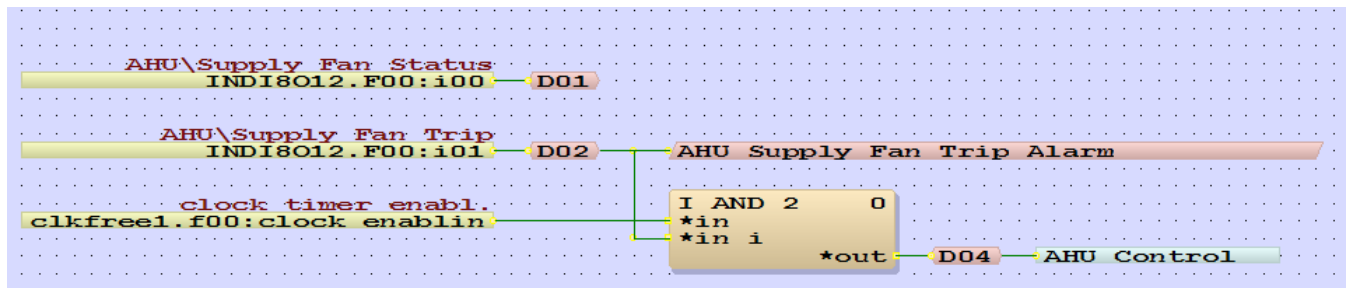 AHU\Supply Fan Status
INDI8O12.F00:i00 D01
AHU\Supply Fan Trip
INDI8O12.F00:i01 D02 AHU Supply Fan Trip Alarm
clock timer enabl. I AND 2 0
clkfree1.f00:clock enablin *in
*in i
*out D04 AHU Control